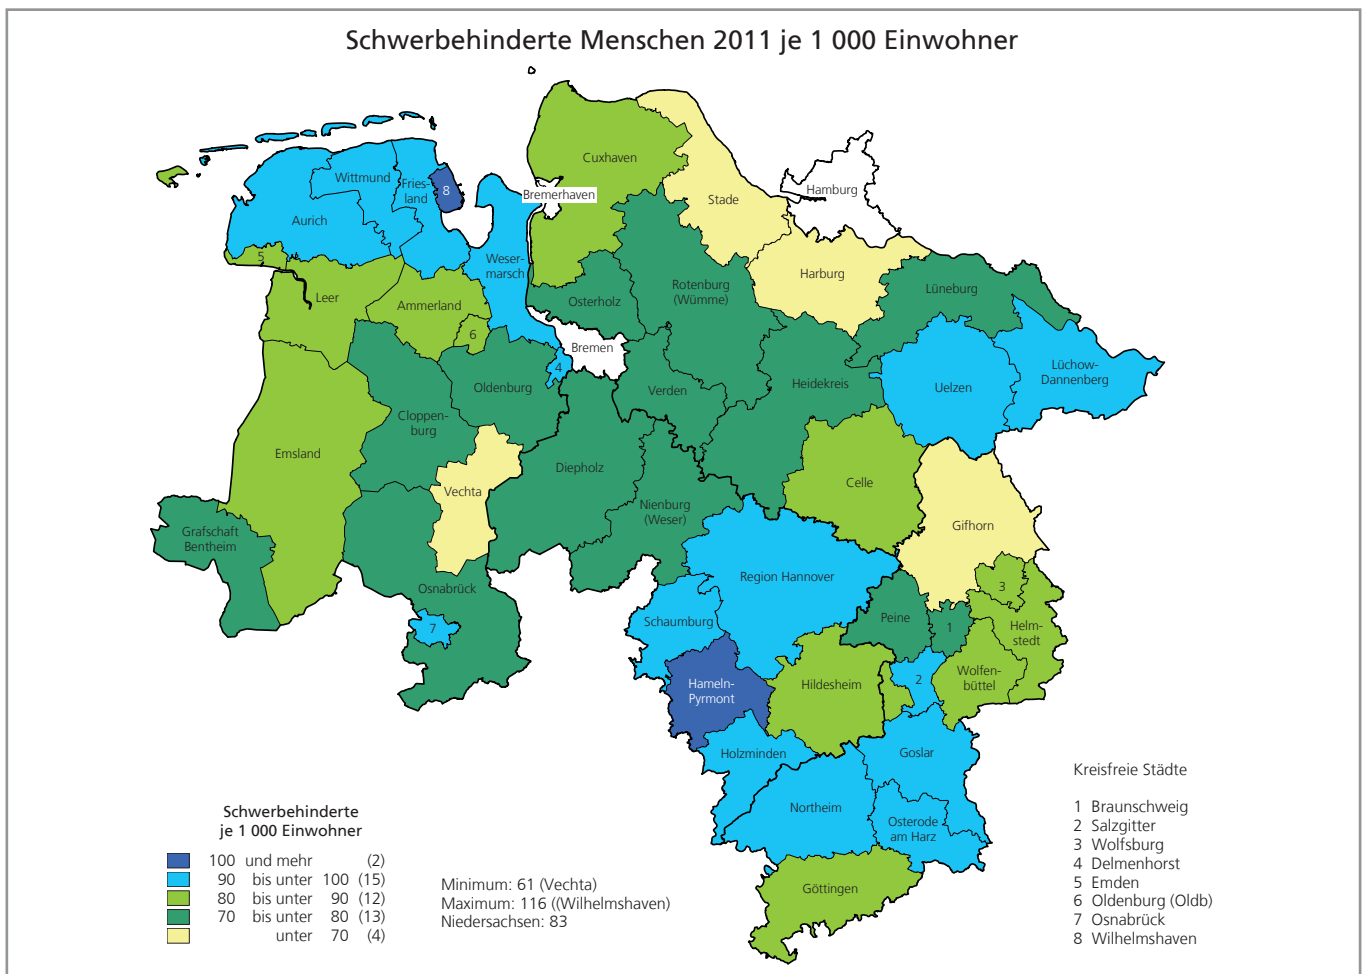 Schwerbehinderte Menschen 2011 je 1 000 Einwohner
Cuxhaven
Wittmund
Fries-
land
8
Bremerhaven
Hamburg
Stade
Aurich
5
Weser-
marsch
Harburg
Leer
Ammerland
Osterholz
Rotenburg
(Wümme)
Lüneburg
6
Bremen
4
Oldenburg
Verden
Heidekreis
Uelzen
Lüchow-
Dannenberg
Cloppen-
burg
Emsland
Diepholz
Vechta
Celle
Nienburg
(Weser)
Gifhorn
Grafschaft
Bentheim
Osnabrück
Region Hannover
3
7
Schaumburg
Peine
1
Helm-
stedt
Hameln-
Pyrmont
Hildesheim
2
Wolfen-
büttel
Holzminden
Goslar
Northeim
Osterode
am Harz
Göttingen
Schwerbehinderte
je 1 000 Einwohner
100 und mehr (2)
90 bis unter 100 (15)
80 bis unter 90 (12)
70 bis unter 80 (13)
unter 70 (4)
Minimum: 61 (Vechta)
Maximum: 116 ((Wilhelmshaven)
Niedersachsen: 83
Kreisfreie Städte
1 Braunschweig
2 Salzgitter
3 Wolfsburg
4 Delmenhorst
5 Emden
6 Oldenburg (Oldb)
7 Osnabrück
8 Wilhelmshaven